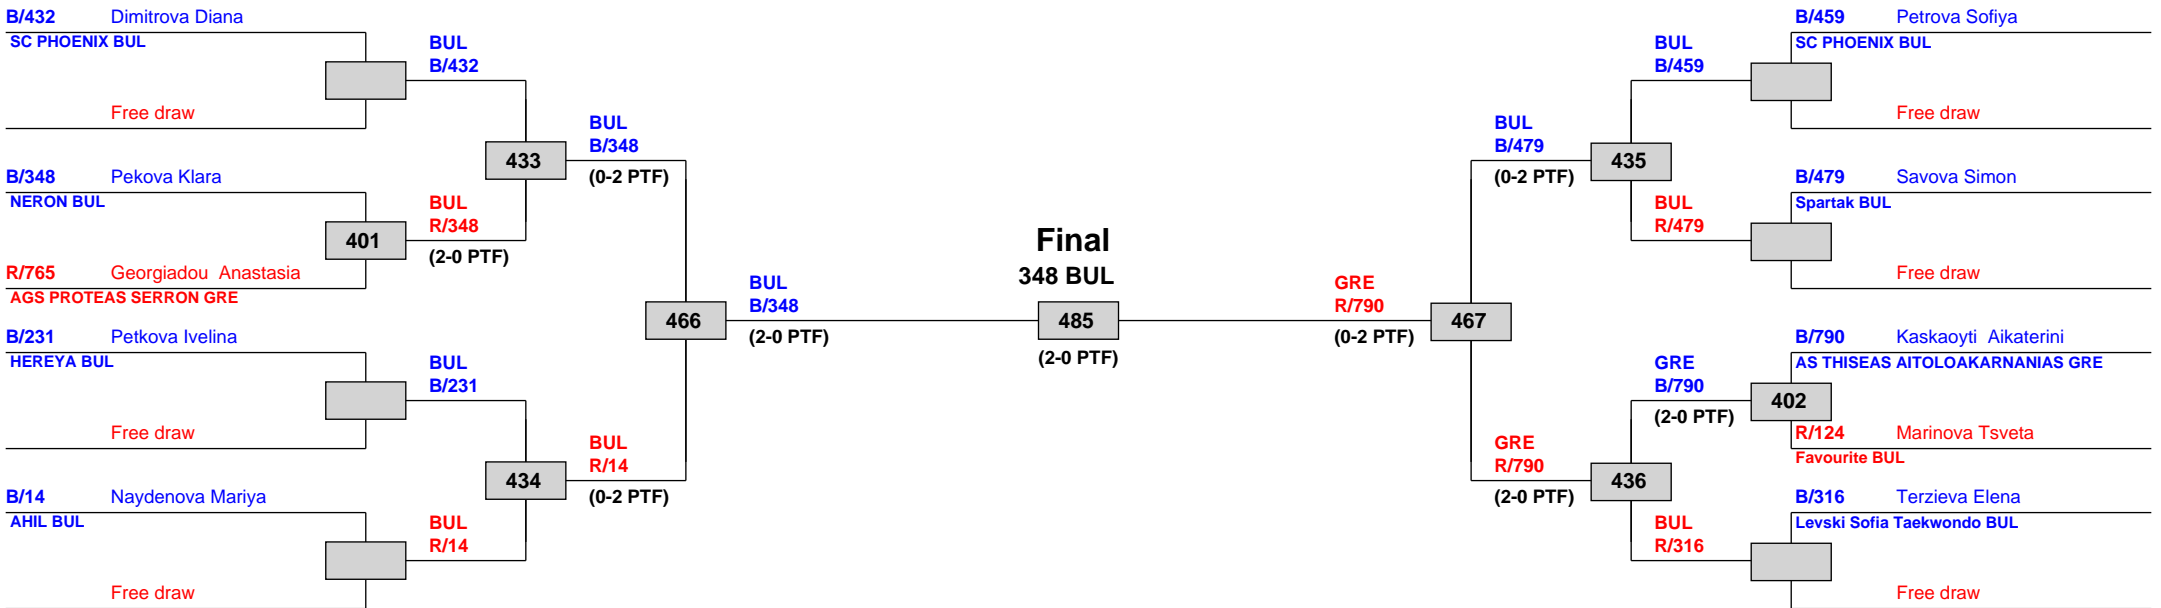 B/432 Dimitrova Diana
SC PHOENIX BUL
Free draw
B/348 Pekova Klara
NERON BUL
R/765 Georgiadou Anastasia
AGS PROTEAS SERRON GRE
B/231 Petkova Ivelina
HEREYA BUL
Free draw
B/14 Naydenova Mariya
AHIL BUL
Free draw
401
BUL
B/432
BUL
R/348
(2-0 PTF)
BUL
B/231
BUL
R/14
433
434
BUL
B/348
(0-2 PTF)
BUL
R/14
(0-2 PTF)
466
BUL
B/348
(2-0 PTF)
Final
348 BUL
485
(2-0 PTF)
GRE
R/790
(0-2 PTF)
467
BUL
B/479
(0-2 PTF)
GRE
R/790
(2-0 PTF)
435
436
BUL
B/459
BUL
R/479
GRE
B/790
(2-0 PTF)
BUL
R/316
402
B/459 Petrova Sofiya
SC PHOENIX BUL
Free draw
B/479 Savova Simon
Spartak BUL
Free draw
B/790 Kaskaoyti Aikaterini
AS THISEAS AITOLOAKARNANIAS GRE
R/124 Marinova Tsveta
Favourite BUL
B/316 Terzieva Elena
Levski Sofia Taekwondo BUL
Free draw